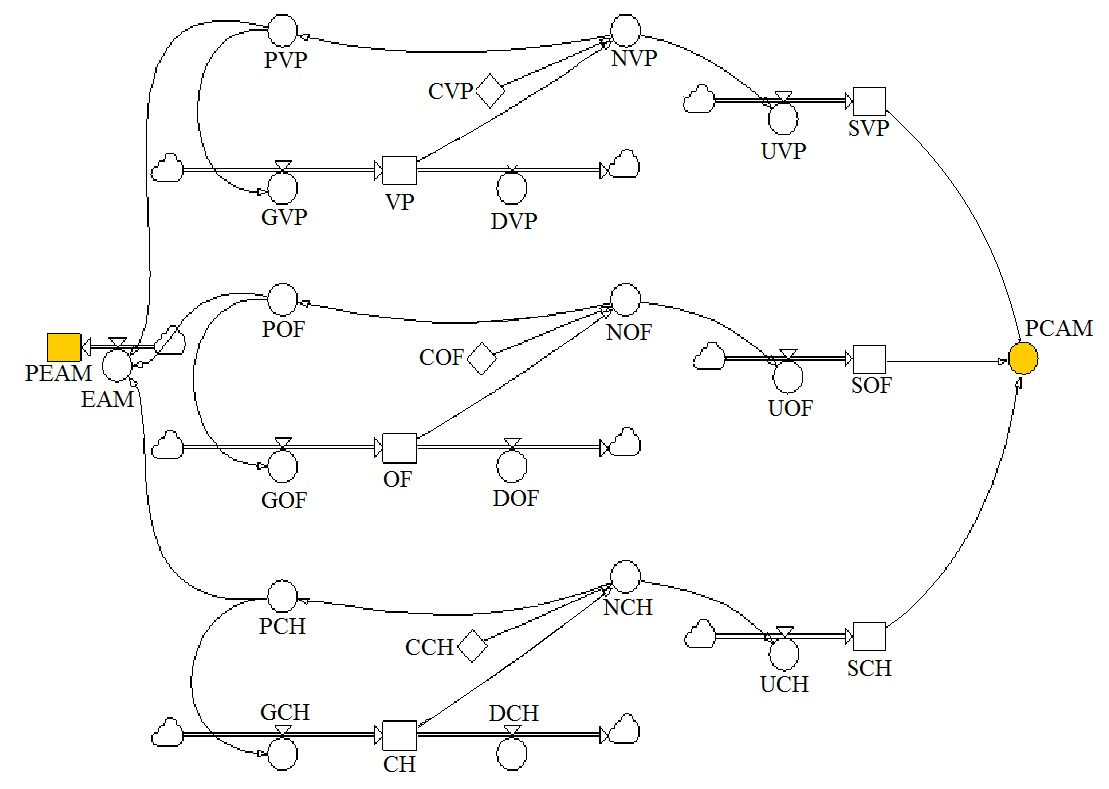 PVP
NVP
CVP
SVP
UVP
VP
GVP
DVP
POF
NOF
PCAM
COF
PEAM
EAM
SOF
UOF
OF
GOF
DOF
PCH
NCH
CCH
SCH
UCH
GCH
DCH
CH